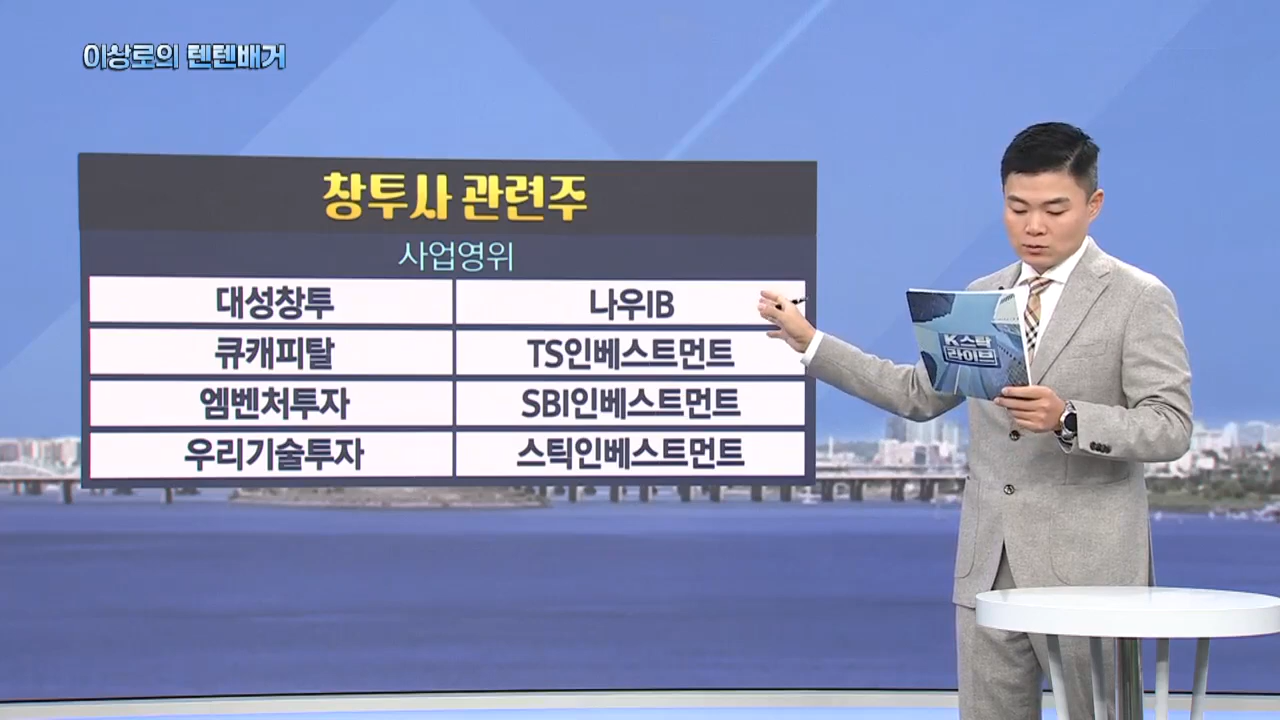 이상로의 텐텐배거
창투사 관련주
사업영위
대성창투 나우IB
큐캐피탈 TS인베스트먼트
엠벤처투자 SBI인베스트먼트
우리기술투자 스틱인베스트먼트
K스탁
라이브